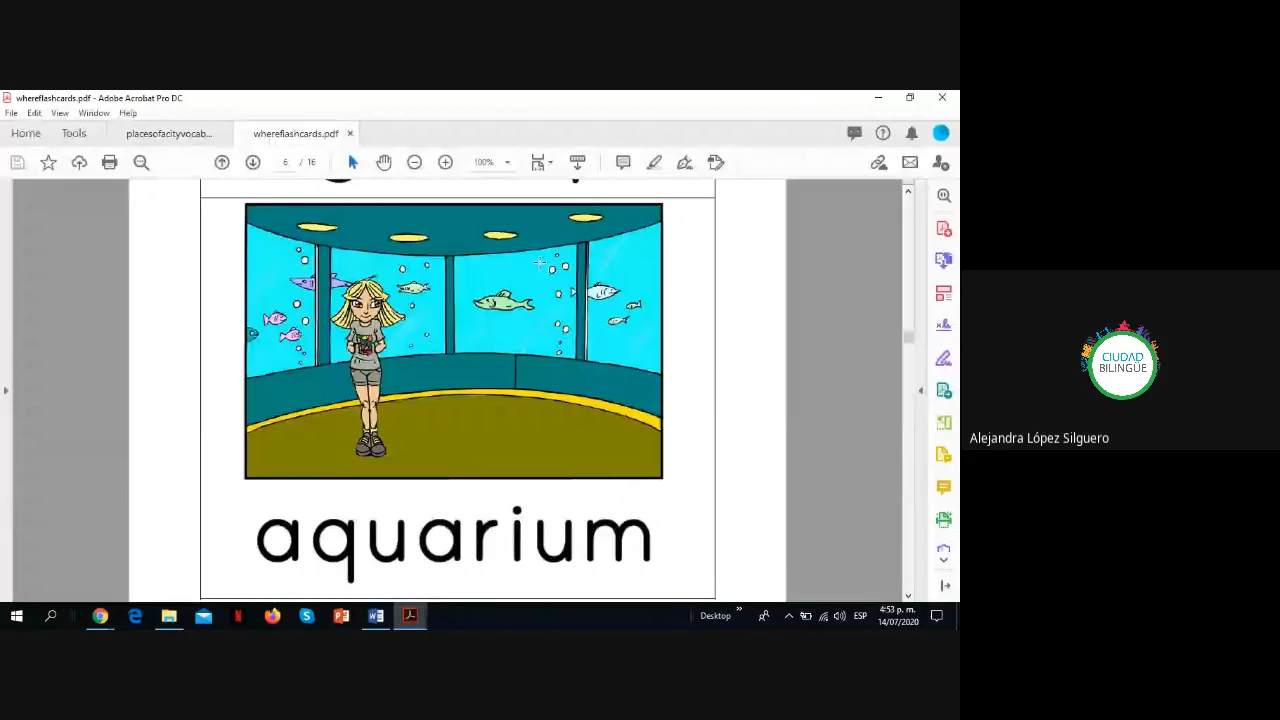 whereflashcards.pdf - Adobe Acrobat Pro DC
File Edit View Window Help
Home Tools placesofacityvocab... whereflashcards.pdf ×
6 / 16 100%
aquarium
CIUDAD
BILINGÜE
Alejandra López Silguero
Desktop » ESP 4:53 p. m.
14/07/2020